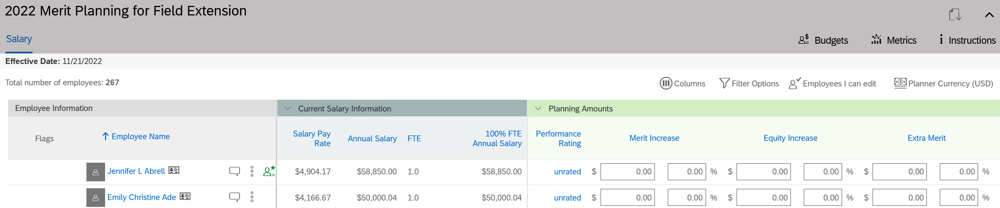 2022 Merit Planning for Field Extension
Salary
Budgets Metrics Instructions
Effective Date: 11/21/2022
Total number of employees: 267
Columns Filter Options Employees I can edit Planner Currency (USD)
Employee Information Current Salary Information Planning Amounts
Flags Employee Name Salary Pay Rate Annual Salary FTE 100% FTE Annual Salary Performance Rating Merit Increase Equity Increase Extra Merit
Jennifer L Abrell $4,904.17 $58,850.00 1.0 $58,850.00 unrated $ 0.00 0.00 % $ 0.00 0.00 % $ 0.00 0.00 %
Emily Christine Ade $4,166.67 $50,000.04 1.0 $50,000.04 unrated $ 0.00 0.00 % $ 0.00 0.00 % $ 0.00 0.00 %